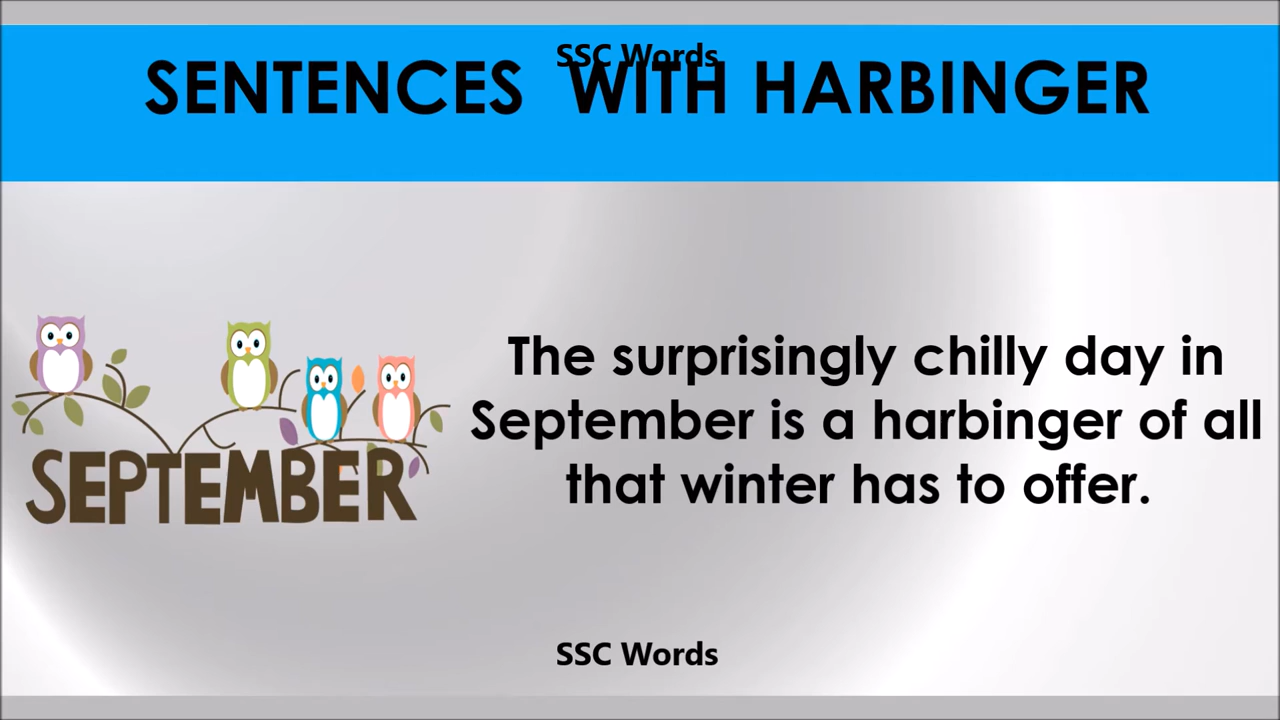 SSC Words
SENTENCES WITH HARBINGER
SEPTEMBER
The surprisingly chilly day in
September is a harbinger of all
that winter has to offer.
SSC Words